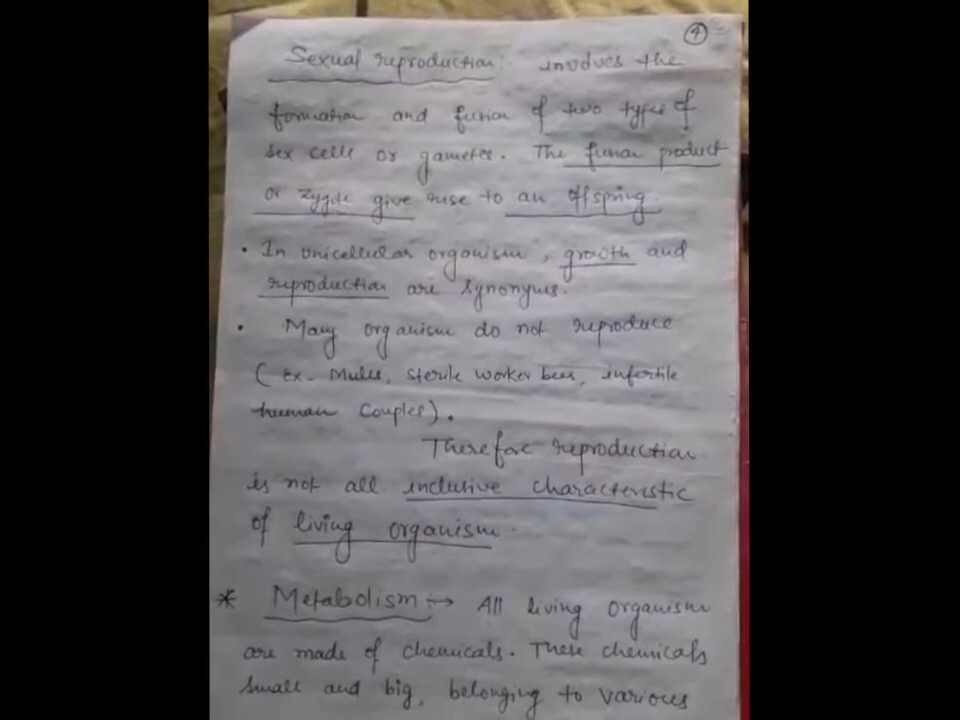 4
Sexual reproduction involves the
formation and fusion of two types of
sex cells or gametes. The fusion product
or zygote give rise to an offspring.
• In unicellular organism, growth and
reproduction are synonyms.
• Many organism do not reproduce
(Ex- Mules, sterile worker bees, infertile
human couples).
Therefore reproduction
is not all inclusive characteristic
of living organism.
* Metabolism :→ All living organism
are made of chemicals. These chemicals
small and big, belonging to various